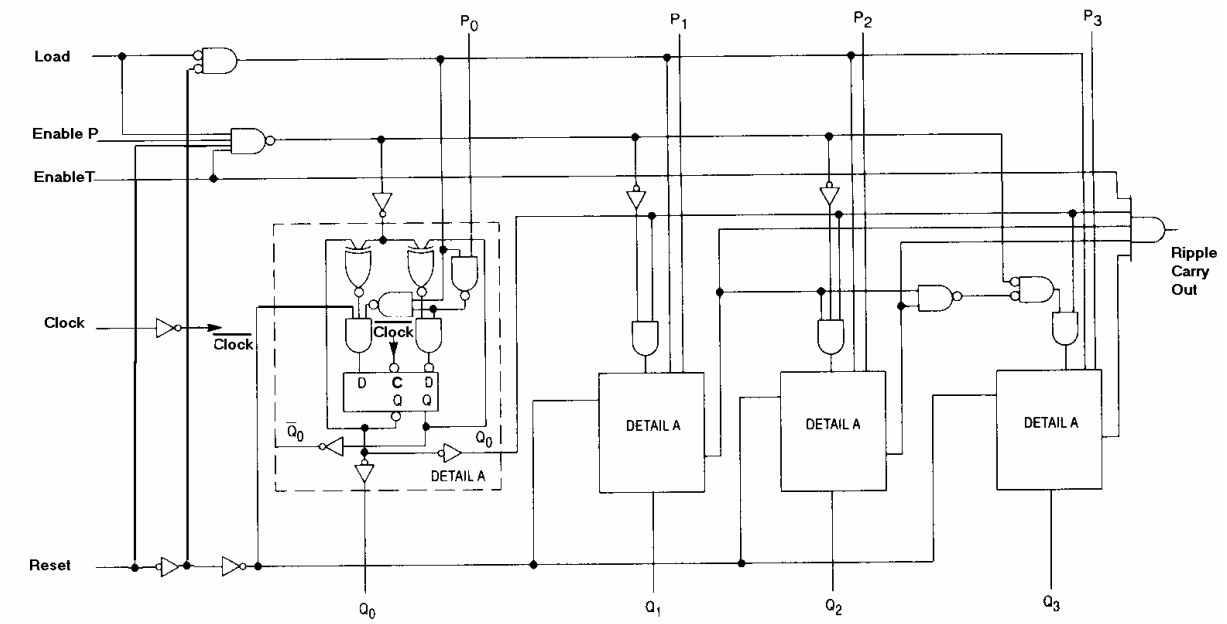 P0
P1
P2
P3
Load
Enable P
EnableT
Ripple
Carry
Out
Clock
Clock
Clock
D
C
D
Q
Q
Q0
Q0
DETAIL A
DETAIL A
DETAIL A
DETAIL A
Reset
Q0
Q1
Q2
Q3